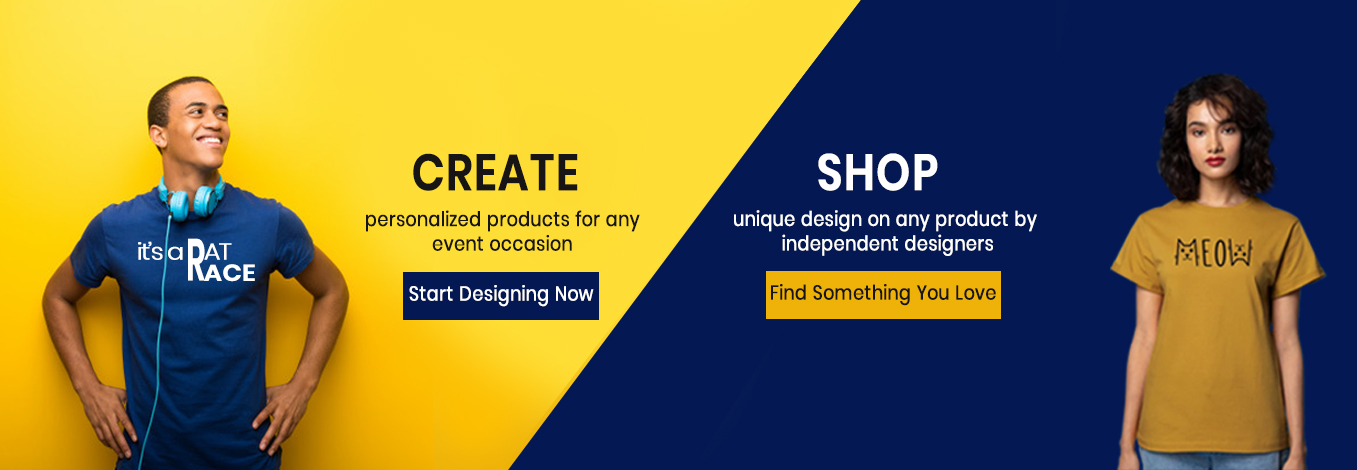 it's a RAT
RACE
CREATE
personalized products for any
event occasion
Start Designing Now
SHOP
unique design on any product by
independent designers
Find Something You Love
MEOW